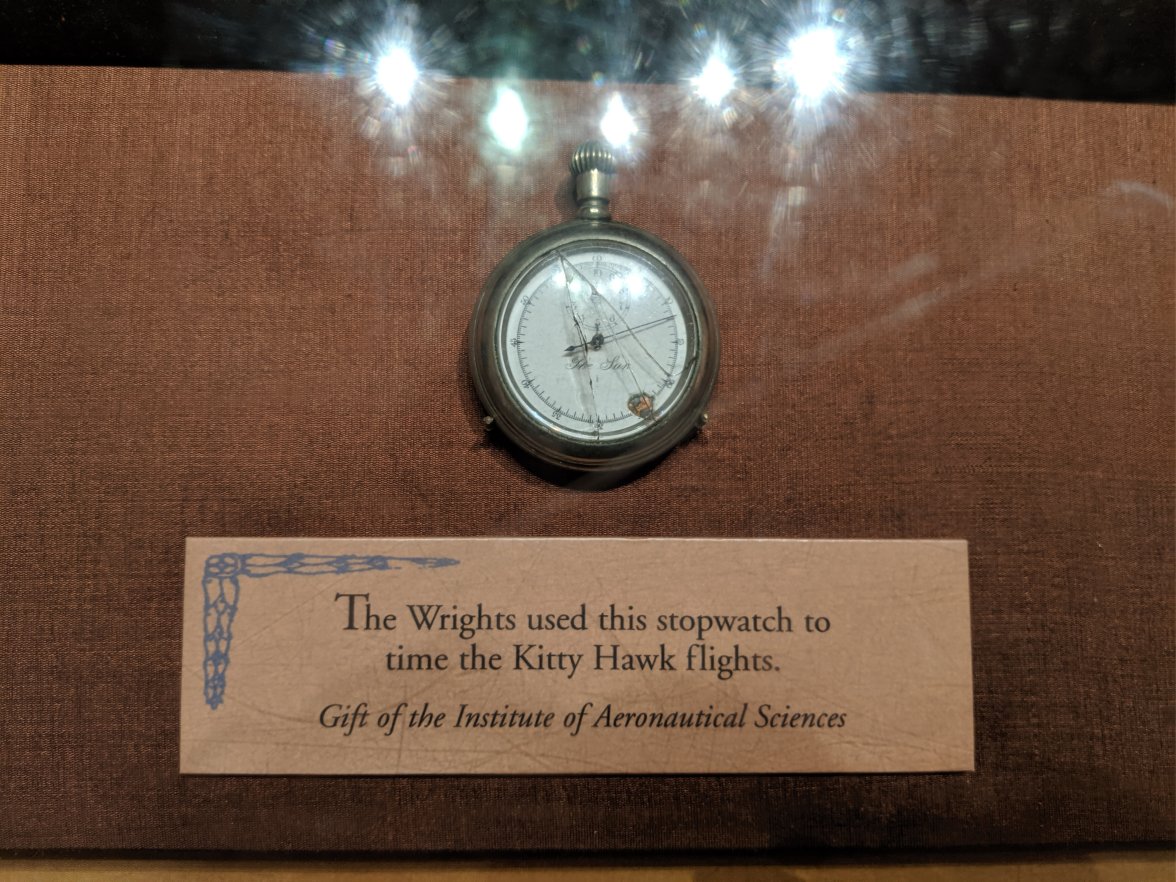 The Wrights used this stopwatch to
time the Kitty Hawk flights.
Gift of the Institute of Aeronautical Sciences